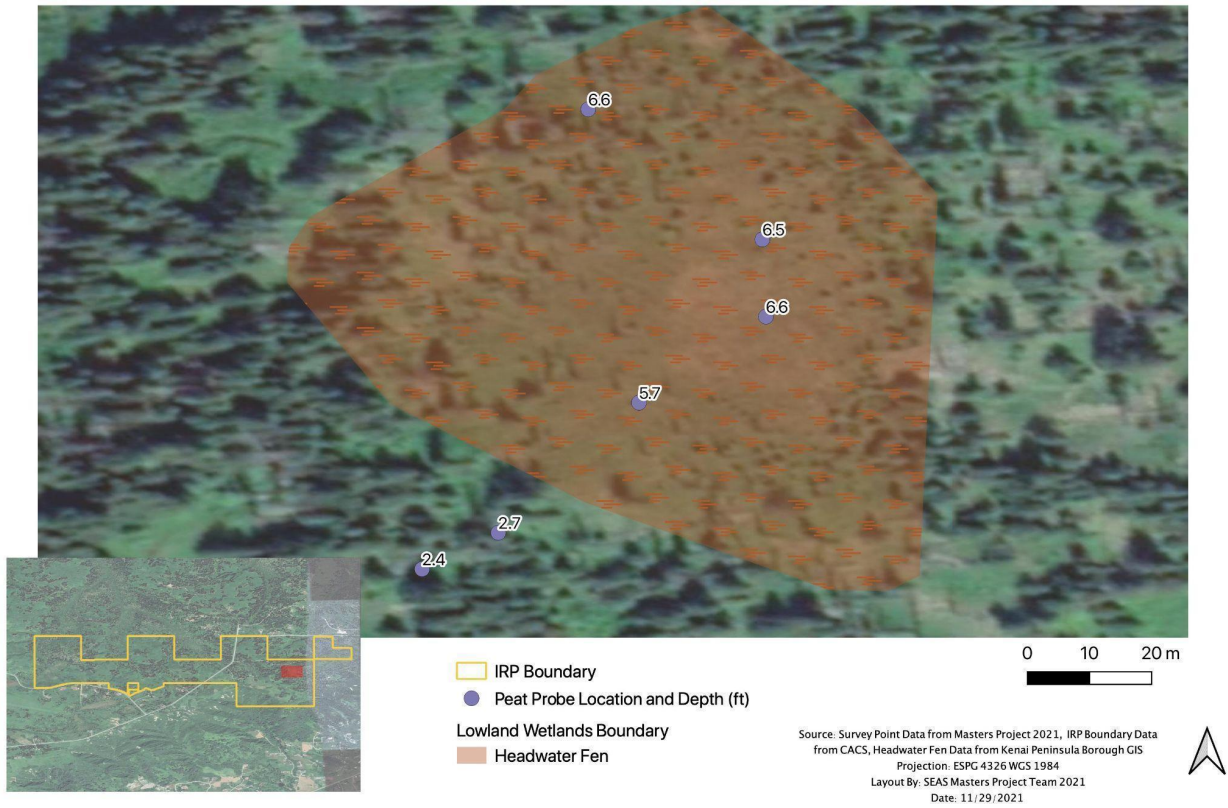 6.6
6.5
6.6
5.7
2.7
2.4
0 10 20 m
IRP Boundary
Peat Probe Location and Depth (ft)
Lowland Wetlands Boundary
Headwater Fen
Source: Survey Point Data from Masters Project 2021, IRP Boundary Data
from CACS, Headwater Fen Data from Kenai Peninsula Borough GIS
Projection: ESPG 4326 WGS 1984
Layout By: SEAS Masters Project Team 2021
Date: 11/29/2021